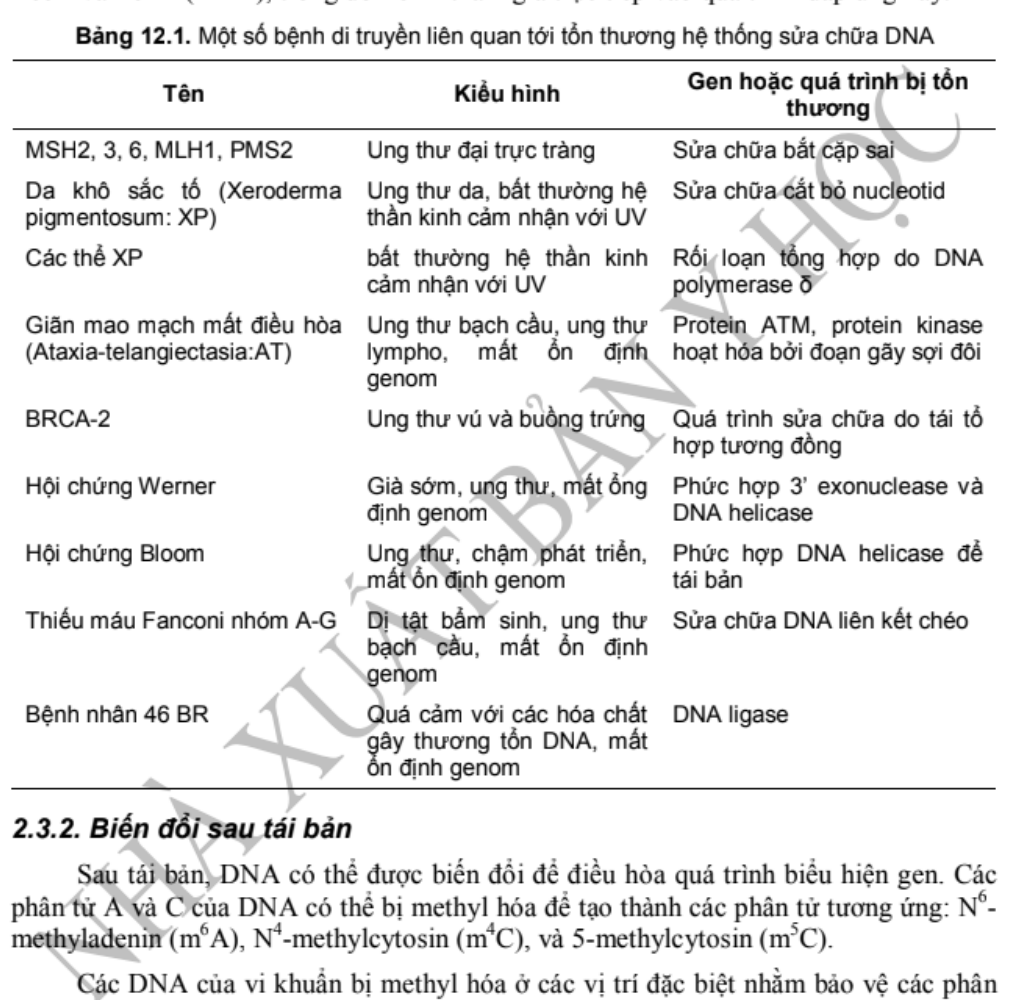 Bảng 12.1. Một số bệnh di truyền liên quan tới tổn thương hệ thống sửa chữa DNA
Tên Kiểu hình Gen hoặc quá trình bị tổn thương
MSH2, 3, 6, MLH1, PMS2 Ung thư đại trực tràng Sửa chữa bắt cặp sai
Da khô sắc tố (Xeroderma Ung thư da, bất thường hệ Sửa chữa cắt bỏ nucleotid
pigmentosum: XP) thần kinh cảm nhận với UV
Các thể XP bất thường hệ thần kinh Rối loạn tổng hợp do DNA
cảm nhận với UV polymerase δ
Giãn mao mạch mất điều hòa Ung thư bạch cầu, ung thư Protein ATM, protein kinase
(Ataxia-telangiectasia:AT) lympho, mất ổn định hoạt hóa bởi đoạn gãy sợi đôi
genom
BRCA-2 Ung thư vú và buồng trứng Quá trình sửa chữa do tái tổ
hợp tương đồng
Hội chứng Werner Già sớm, ung thư, mất ổng Phức hợp 3' exonuclease và
định genom DNA helicase
Hội chứng Bloom Ung thư, chậm phát triển, Phức hợp DNA helicase để
mất ổn định genom tái bản
Thiếu máu Fanconi nhóm A-G Dị tật bẩm sinh, ung thư Sửa chữa DNA liên kết chéo
bạch cầu, mất ổn định
genom
Bệnh nhân 46 BR Quá cảm với các hóa chất DNA ligase
gây thương tổn DNA, mất
ổn định genom
2.3.2. Biến đổi sau tái bản
Sau tái bản, DNA có thể được biến đổi để điều hòa quá trình biểu hiện gen. Các
phân tử A và C của DNA có thể bị methyl hóa để tạo thành các phân tử tương ứng: N⁶-
methyladenin (m⁶A), N⁴-methylcytosin (m⁴C), và 5-methylcytosin (m⁵C).
Các DNA của vi khuẩn bị methyl hóa ở các vị trí đặc biệt nhằm bảo vệ các phân
NHÀ XUẤT BẢN Y HỌC